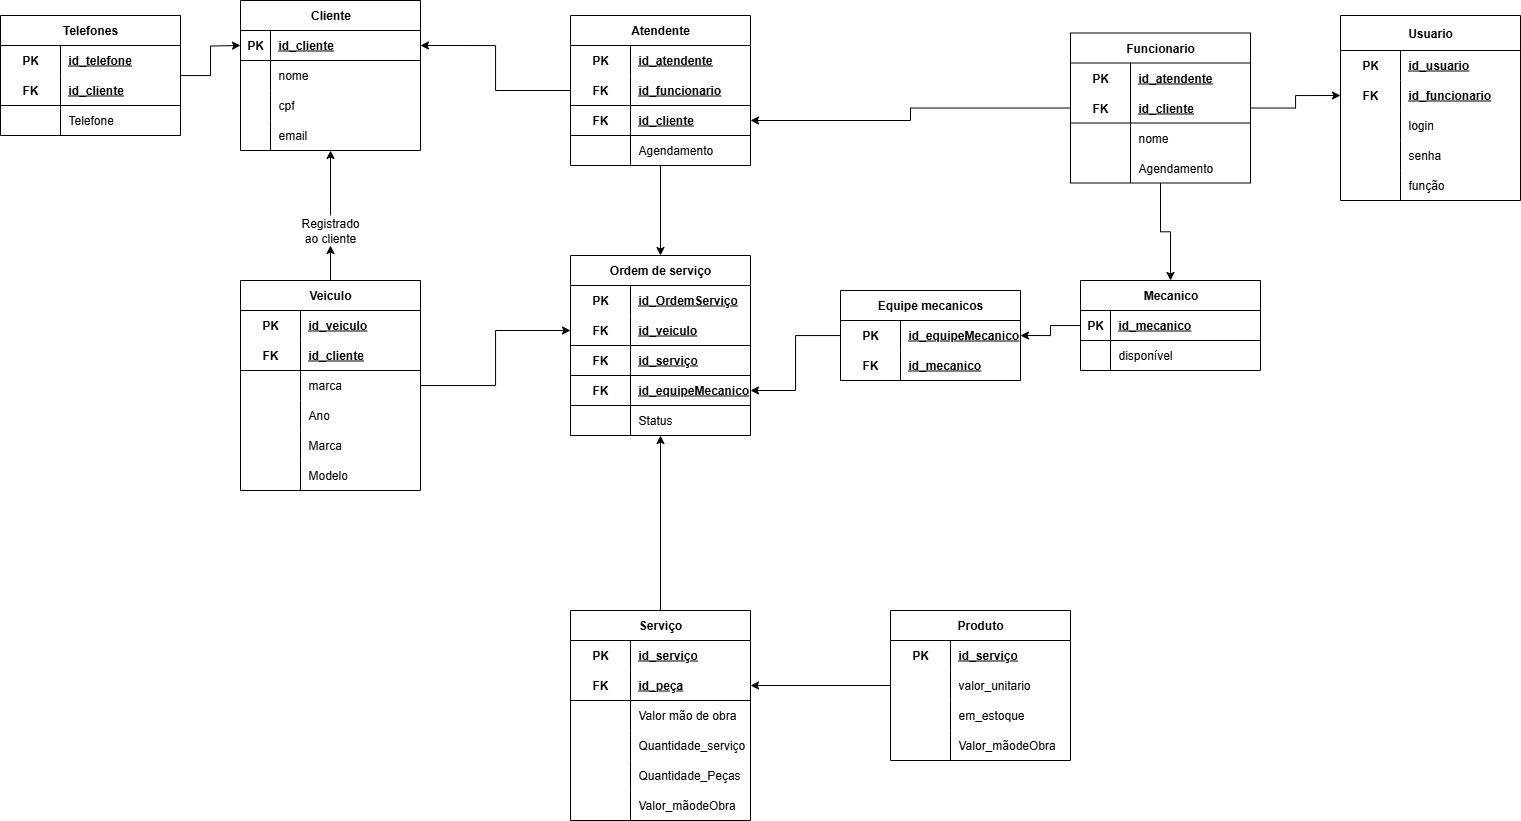 Telefones
PK id_telefone
FK id_cliente
Telefone
Cliente
PK id_cliente
nome
cpf
email
Atendente
PK id_atendente
FK id_funcionario
FK id_cliente
Agendamento
Funcionario
PK id_atendente
FK id_cliente
nome
Agendamento
Usuario
PK id_usuario
FK id_funcionario
login
senha
função
Registrado
ao cliente
Veiculo
PK id_veiculo
FK id_cliente
marca
Ano
Marca
Modelo
Ordem de serviço
PK id_OrdemServiço
FK id_veiculo
FK id_serviço
FK id_equipeMecanico
Status
Equipe mecanicos
PK id_equipeMecanico
FK id_mecanico
Mecanico
PK id_mecanico
disponível
Serviço
PK id_serviço
FK id_peça
Valor mão de obra
Quantidade_serviço
Quantidade_Peças
Valor_mãodeObra
Produto
PK id_serviço
valor_unitario
em_estoque
Valor_mãodeObra